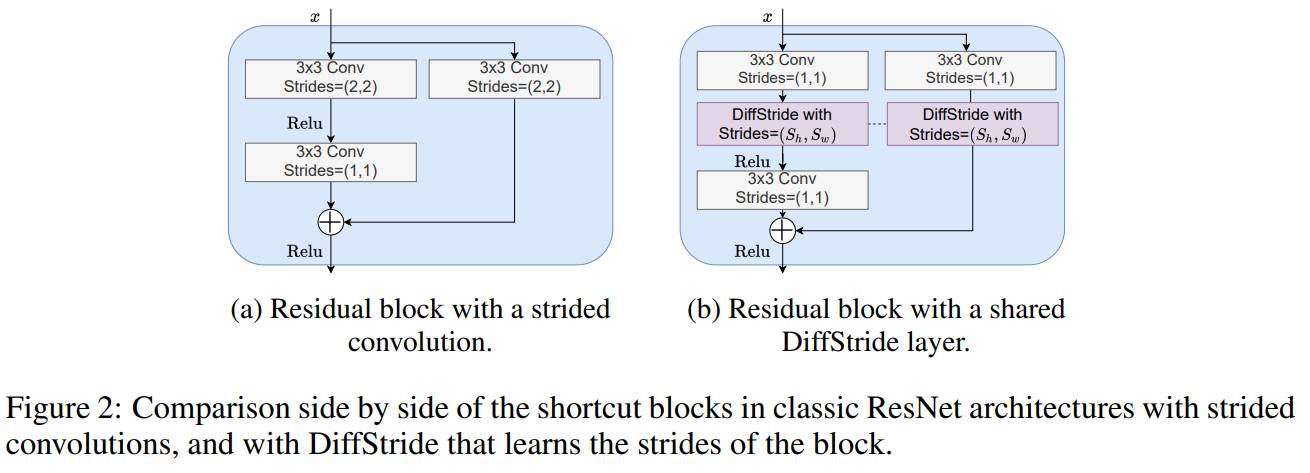 x
3x3 Conv
Strides=(2,2)
3x3 Conv
Strides=(2,2)
Relu
3x3 Conv
Strides=(1,1)
Relu
(a) Residual block with a strided
convolution.
x
3x3 Conv
Strides=(1,1)
3x3 Conv
Strides=(1,1)
DiffStride with
Strides=(S_h, S_w)
DiffStride with
Strides=(S_h, S_w)
Relu
3x3 Conv
Strides=(1,1)
Relu
(b) Residual block with a shared
DiffStride layer.
Figure 2: Comparison side by side of the shortcut blocks in classic ResNet architectures with strided
convolutions, and with DiffStride that learns the strides of the block.